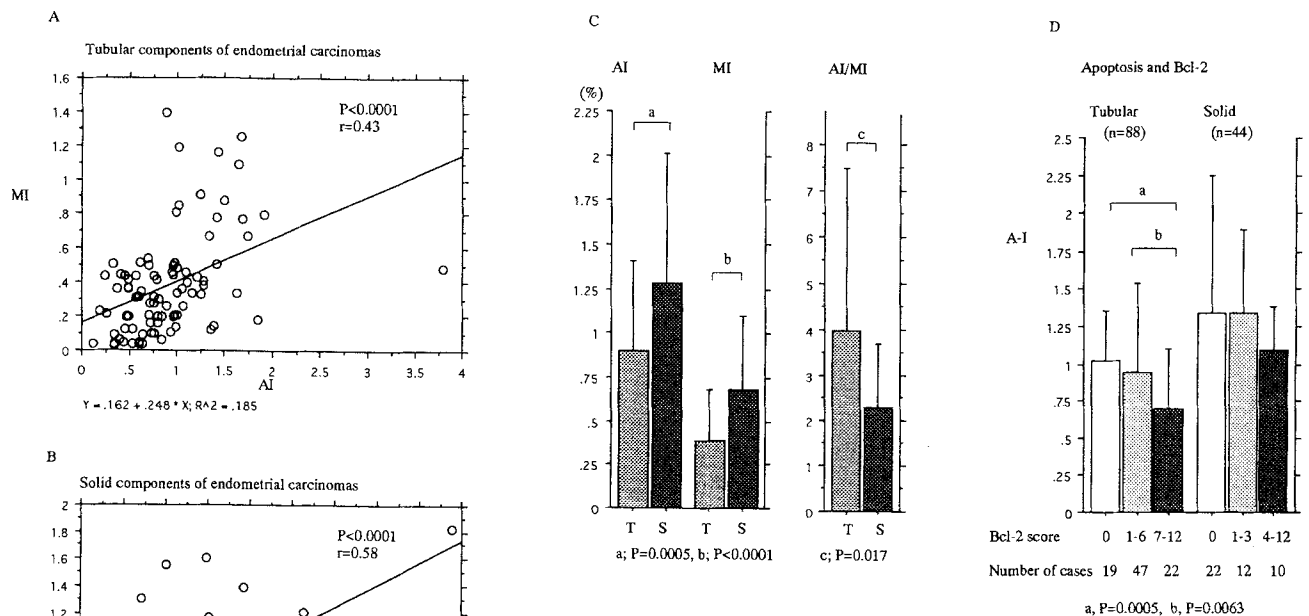 A
Tubular components of endometrial carcinomas
1.6
1.4
1.2
1
.8
.6
.4
.2
0
MI
P<0.0001
r=0.43
0 .5 1 1.5 2 2.5 3 3.5 4
AI
Y = .162 + .248 * X; R^2 = .185
B
Solid components of endometrial carcinomas
2
1.8
1.6
1.4
1.2
P<0.0001
r=0.58
C
AI MI AI/MI
(%)
2.25
2
1.75
1.5
1.25
1
.75
.5
.25
0
a
b
T S T S
a; P=0.0005, b; P<0.0001
8
7
6
5
4
3
2
1
0
c
T S
c; P=0.017
D
Apoptosis and Bcl-2
Tubular Solid
(n=88) (n=44)
2.5
2.25
2
1.75
1.5
1.25
1
.75
.5
.25
0
A-I
a
b
Bcl-2 score 0 1-6 7-12 0 1-3 4-12
Number of cases 19 47 22 22 12 10
a, P=0.0005, b, P=0.0063